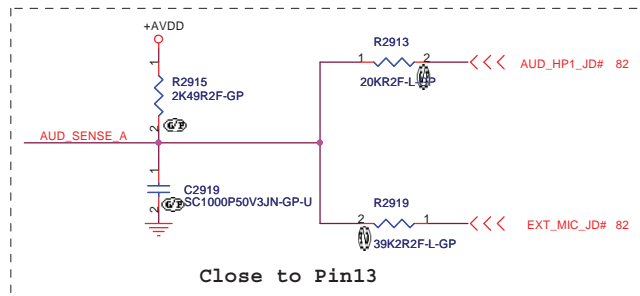 +AVDD
1
R2915
2K49R2F-GP
2
G/P
AUD_SENSE_A
1
C2919
SC1000P50V3JN-GP-U
2
G/P
R2913
1
2
20KR2F-L-GP
AUD_HP1_JD# 82
R2919
2
1
39K2R2F-L-GP
EXT_MIC_JD# 82
Close to Pin13